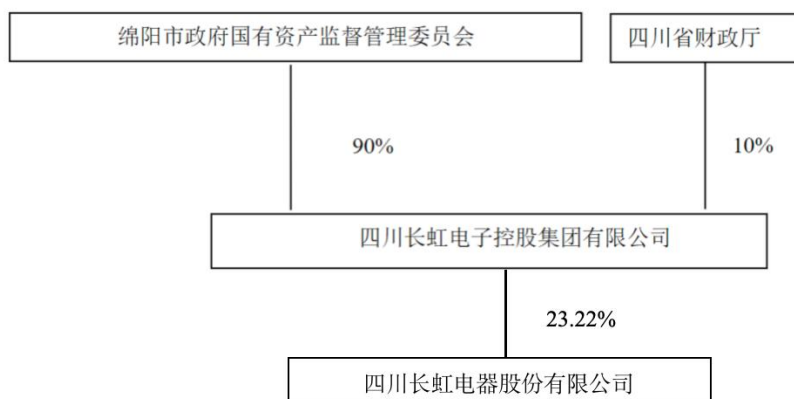 绵阳市政府国有资产监督管理委员会
四川省财政厅
90%
10%
四川长虹电子控股集团有限公司
23.22%
四川长虹电器股份有限公司